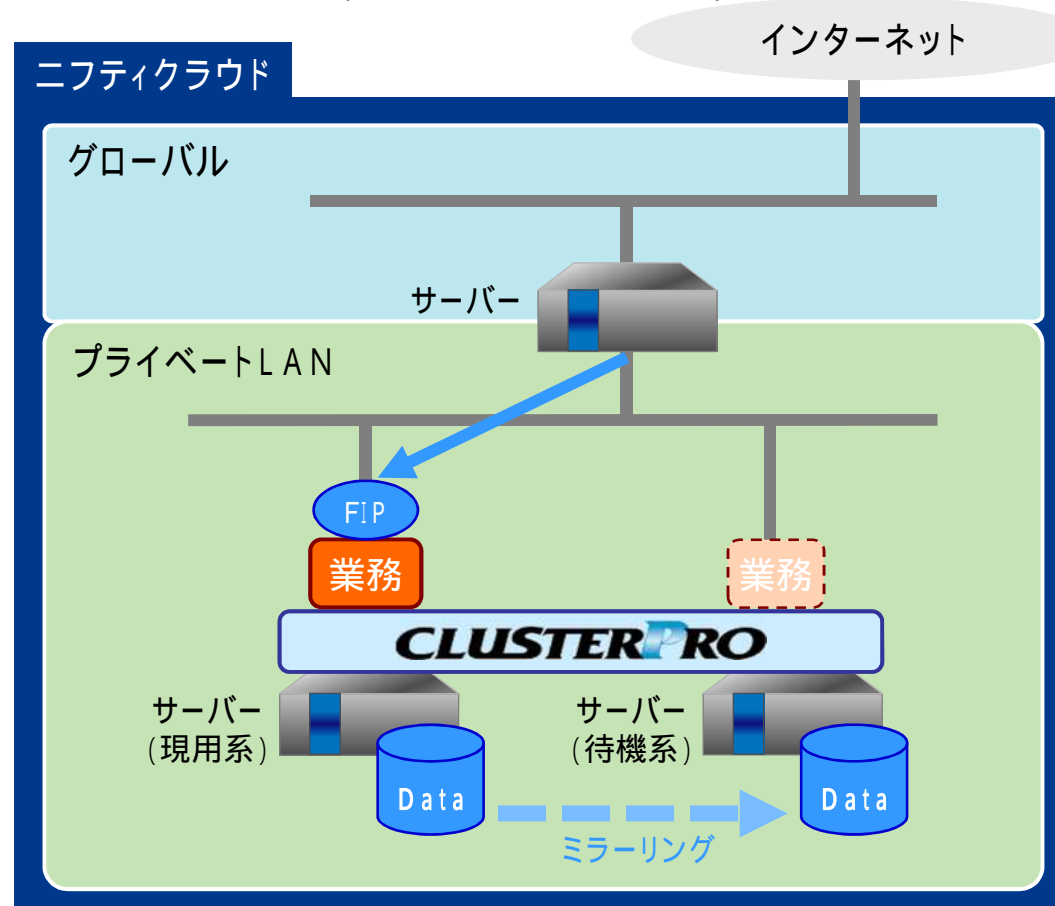 インターネット
ニフティクラウド
グローバル
サーバー
プライベートLAN
FIP
業務
業務
CLUSTERPRO
サーバー
(現用系)
サーバー
(待機系)
Data
Data
ミラーリング